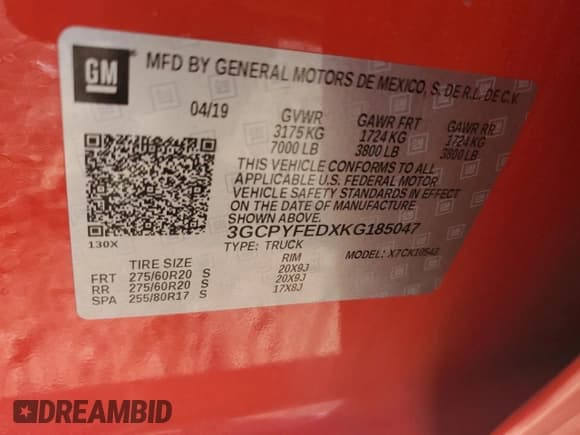 GM
MFD BY GENERAL MOTORS DE MEXICO, S. DE R.L. DE C.V.
04/19 GVWR GAWR FRT GAWR RR
3175 KG 1724 KG 1724 KG
7000 LB 3800 LB 3800 LB
THIS VEHICLE CONFORMS TO ALL
APPLICABLE U.S. FEDERAL MOTOR
VEHICLE SAFETY STANDARDS IN EFFECT
ON THE DATE OF MANUFACTURE
SHOWN ABOVE.
130X
3GCPYFEDXKG185047
TYPE: TRUCK MODEL: X7CK10543
TIRE SIZE RIM
FRT 275/60R20 S 20X9J
RR 275/60R20 S 20X9J
SPA 255/80R17 S 17X8J
DREAMBID